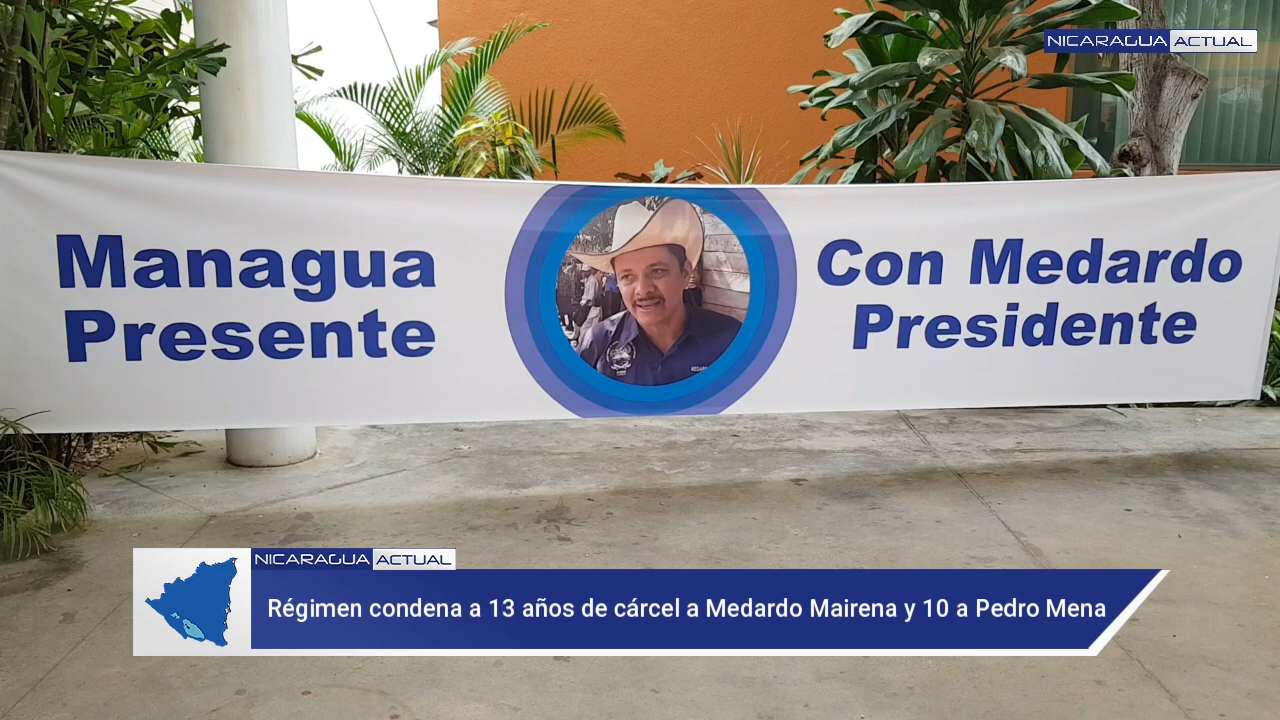 NICARAGUA ACTUAL
Managua
Presente
Con Medardo
Presidente
MEDARDO
NICARAGUA ACTUAL
Régimen condena a 13 años de cárcel a Medardo Mairena y 10 a Pedro Mena